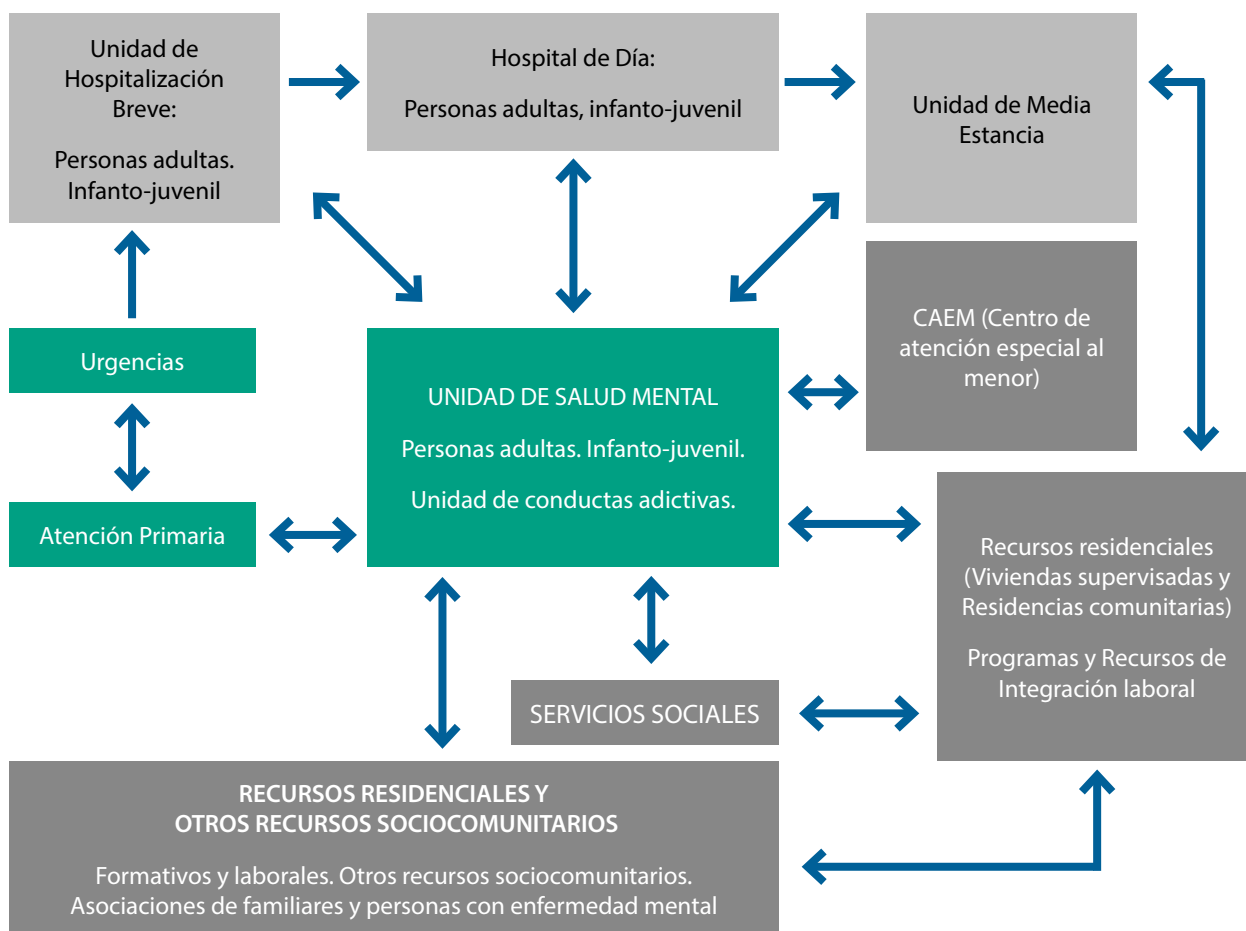 Unidad de
Hospitalización
Breve:
Personas adultas.
Infanto-juvenil
Hospital de Día:
Personas adultas, infanto-juvenil
Unidad de Media
Estancia
Urgencias
UNIDAD DE SALUD MENTAL
Personas adultas. Infanto-juvenil.
Unidad de conductas adictivas.
CAEM (Centro de
atención especial al
menor)
Atención Primaria
Recursos residenciales
(Viviendas supervisadas y
Residencias comunitarias)
Programas y Recursos de
Integración laboral
SERVICIOS SOCIALES
RECURSOS RESIDENCIALES Y
OTROS RECURSOS SOCIOCOMUNITARIOS
Formativos y laborales. Otros recursos sociocomunitarios.
Asociaciones de familiares y personas con enfermedad mental